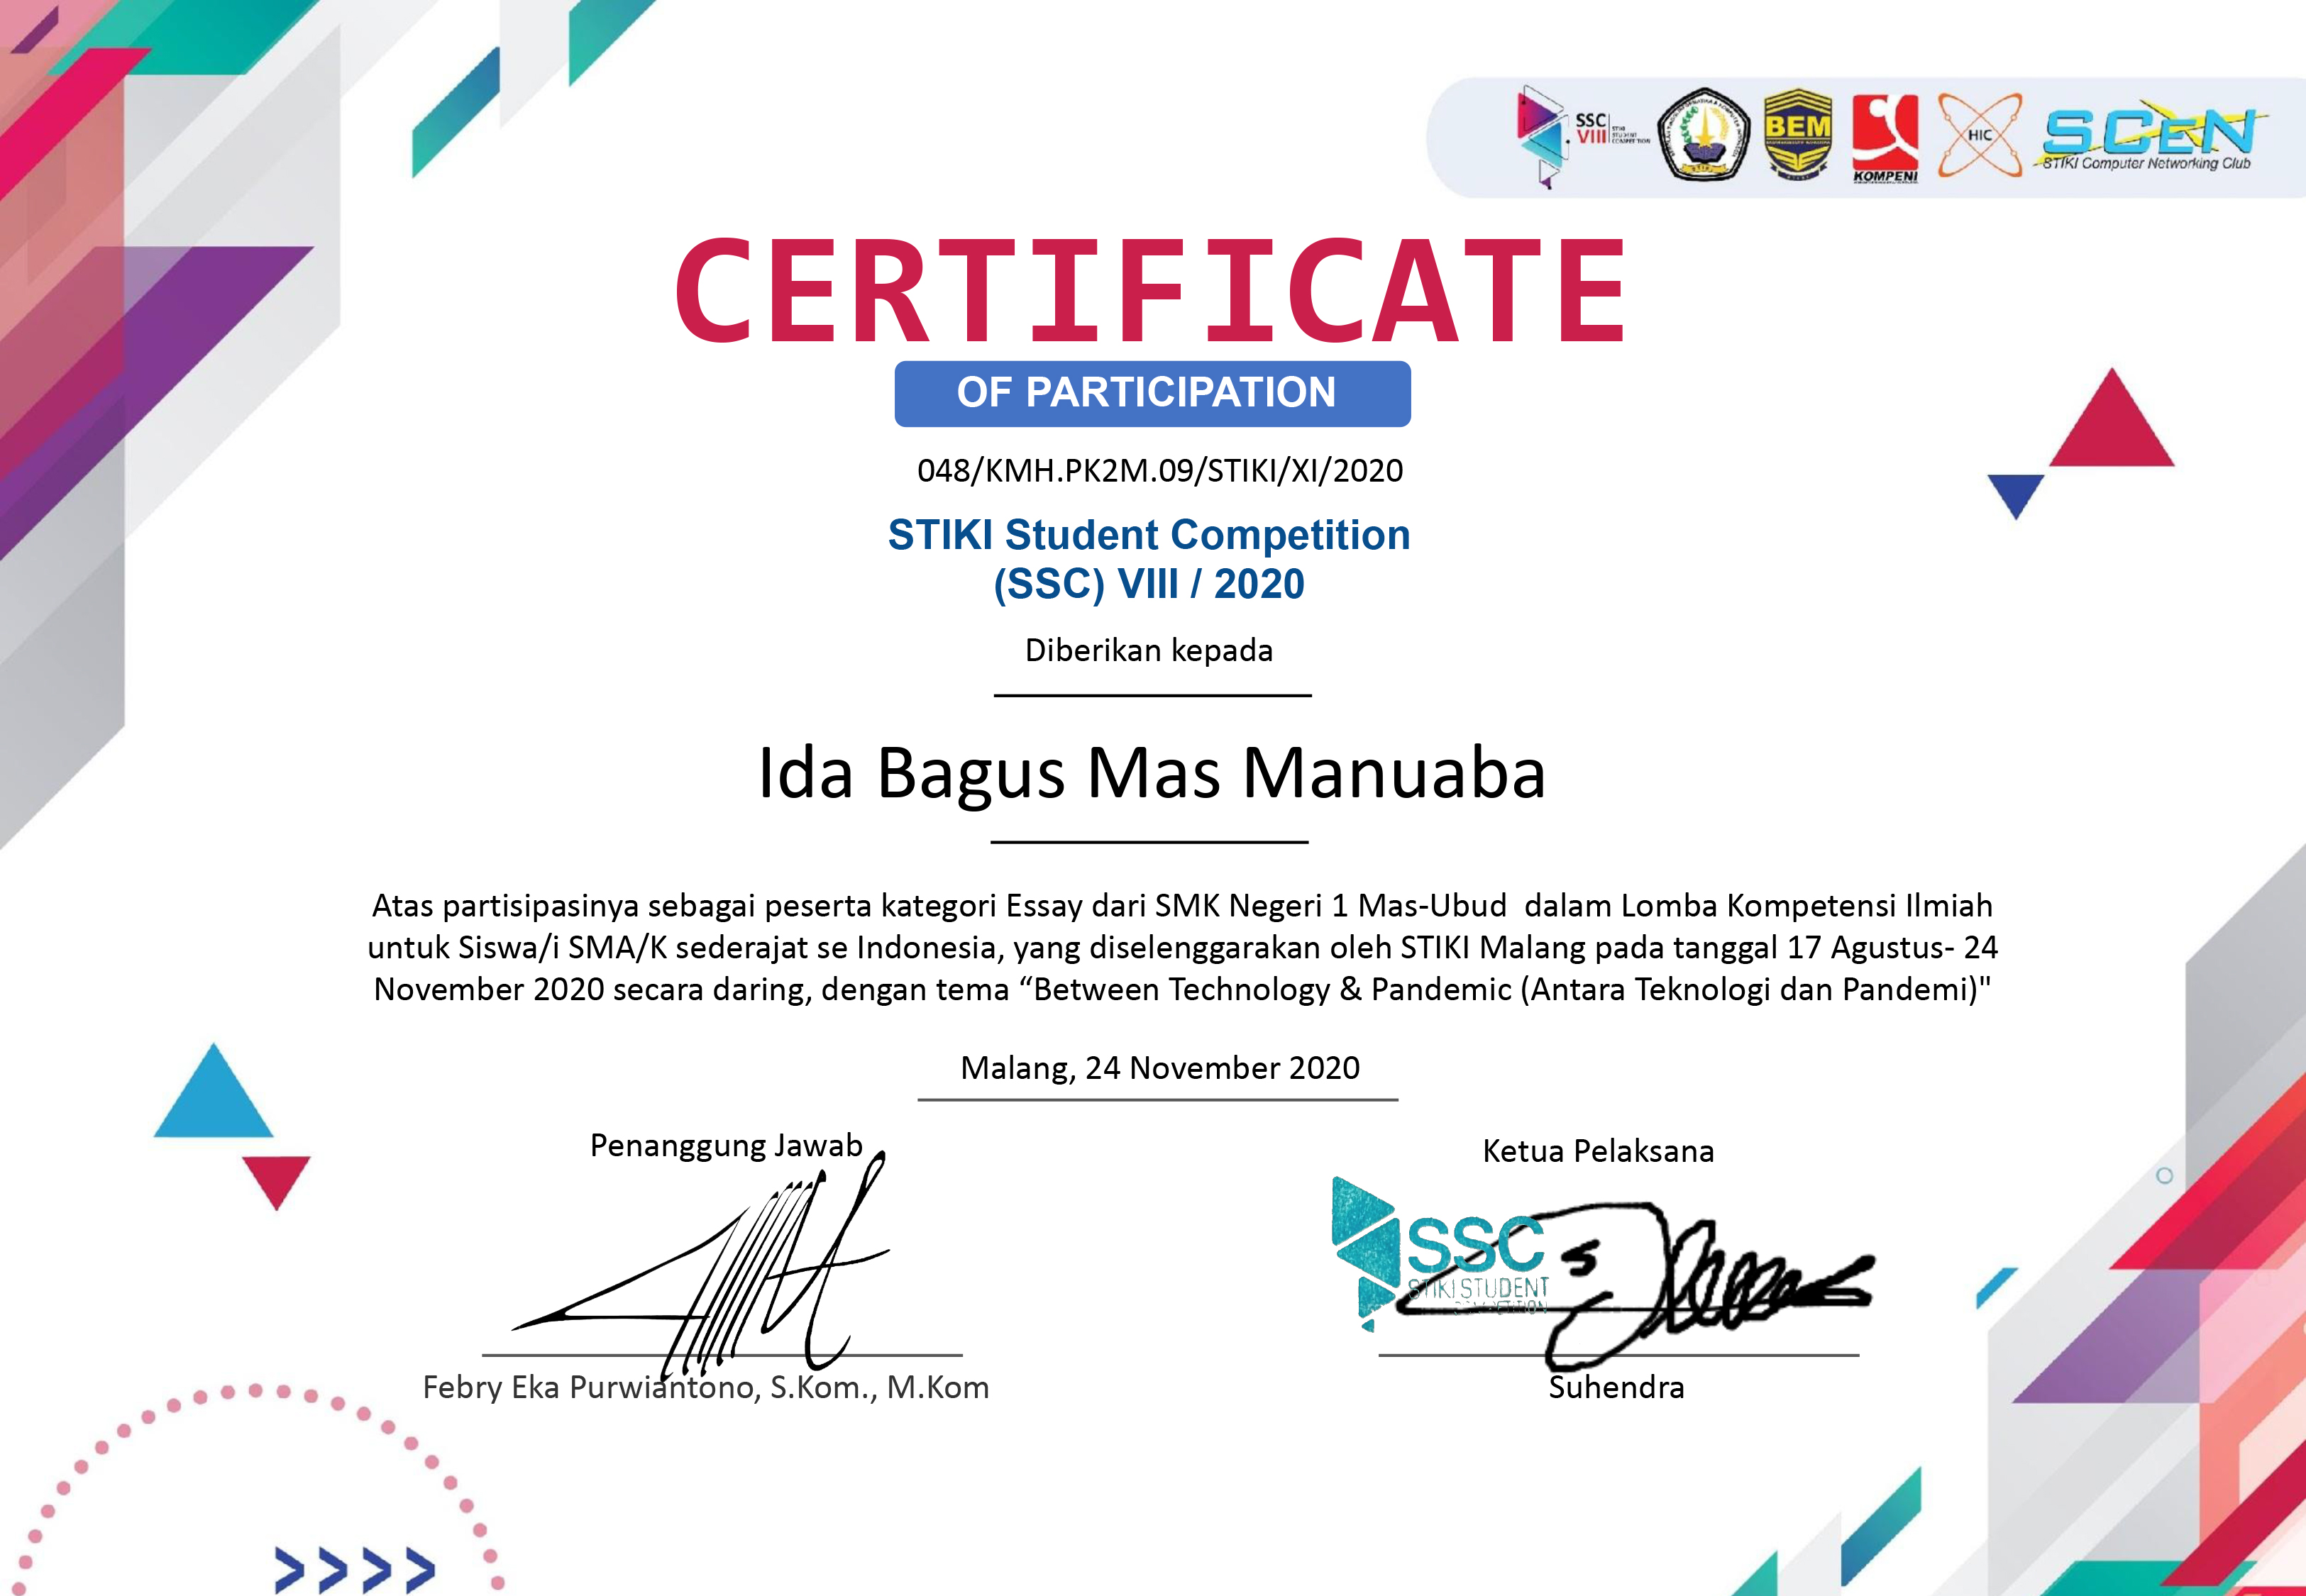 SSC
VIII
STIKI
STUDENT
COMPETITION
BEM
KOMPENI
HIC
SCEN
STIKI Computer Networking Club
CERTIFICATE
OF PARTICIPATION
048/KMH.PK2M.09/STIKI/XI/2020
STIKI Student Competition
(SSC) VIII / 2020
Diberikan kepada
Ida Bagus Mas Manuaba
Atas partisipasinya sebagai peserta kategori Essay dari SMK Negeri 1 Mas-Ubud dalam Lomba Kompetensi Ilmiah
untuk Siswa/i SMA/K sederajat se Indonesia, yang diselenggarakan oleh STIKI Malang pada tanggal 17 Agustus- 24
November 2020 secara daring, dengan tema “Between Technology & Pandemic (Antara Teknologi dan Pandemi)"
Malang, 24 November 2020
Penanggung Jawab
Ketua Pelaksana
SSC
STIKI STUDENT
COMPETITION
Febry Eka Purwiantono, S.Kom., M.Kom
Suhendra